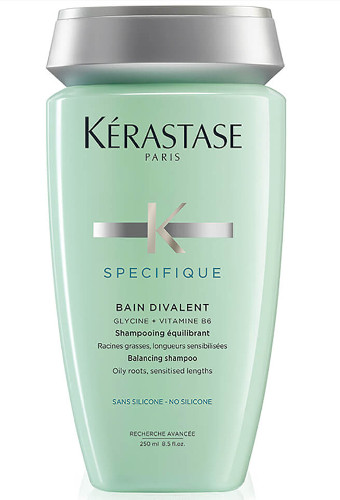 KÉRASTASE
PARIS
K
SPECIFIQUE
BAIN DIVALENT
GLYCINE + VITAMINE B6
Shampooing équilibrant
Racines grasses, longueurs sensibilisées
Balancing shampoo
Oily roots, sensitised lengths
SANS SILICONE - NO SILICONE
RECHERCHE AVANCÉE
250 ml 8.5 fl.oz.